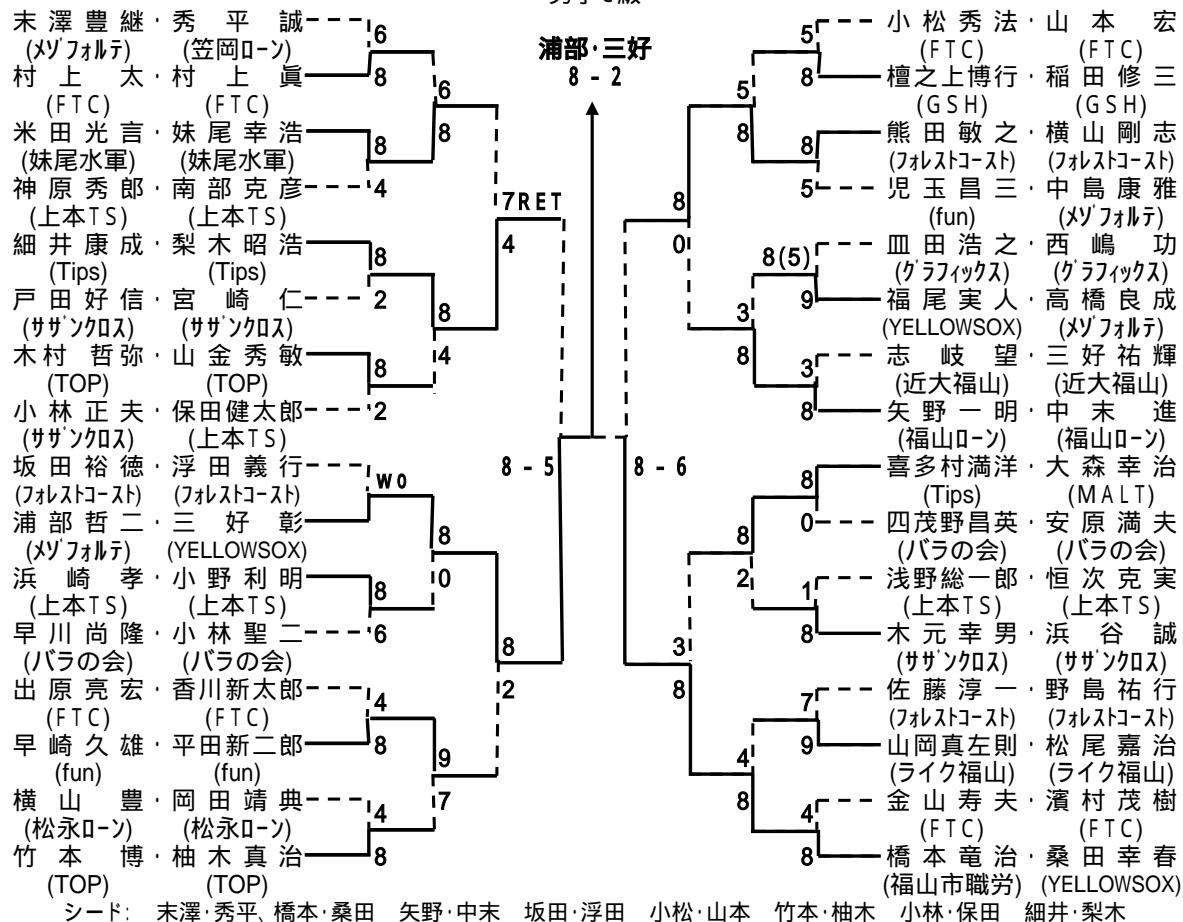 浦部・三好
8 - 2
末澤豊継・秀平誠
(メゾフォルテ) (笠岡ローン)
6
村上太・村上眞
(FTC) (FTC)
8
6
米田光言・妹尾幸浩
(妹尾水軍) (妹尾水軍)
8
8
神原秀郎・南部克彦
(上本TS) (上本TS)
4
7RET
細井康成・梨木昭浩
(Tips) (Tips)
8
4
戸田好信・宮崎仁
(サザンクロス) (サザンクロス)
2
8
木村哲弥・山金秀敏
(TOP) (TOP)
8
4
小林正夫・保田健太郎
(サザンクロス) (上本TS)
2
坂田裕徳・浮田義行
(フォレストコースト) (フォレストコースト)
WO
8 - 5
浦部哲二・三好彰
(メゾフォルテ) (YELLOWSOX)
8
浜崎孝・小野利明
(上本TS) (上本TS)
8
0
早川尚隆・小林聖二
(バラの会) (バラの会)
6
8
出原亮宏・香川新太郎
(FTC) (FTC)
4
2
早崎久雄・平田新二郎
(fun) (fun)
8
9
横山豊・岡田靖典
(松永ローン) (松永ローン)
4
7
竹本博・柚木真治
(TOP) (TOP)
8
小松秀法・山本宏
(FTC) (FTC)
5
檀之上博行・稲田修三
(GSH) (GSH)
8
5
熊田敏之・横山剛志
(フォレストコースト) (フォレストコースト)
8
8
児玉昌三・中島康雅
(fun) (メゾフォルテ)
5
8
皿田浩之・西嶋功
(グラフィックス) (グラフィックス)
8(5)
0
福尾実人・高橋良成
(YELLOWSOX) (メゾフォルテ)
9
3
志岐望・三好祐輝
(近大福山) (近大福山)
3
8
矢野一明・中末進
(福山ローン) (福山ローン)
8
8 - 6
喜多村満洋・大森幸治
(Tips) (MALT)
8
四茂野昌英・安原満夫
(バラの会) (バラの会)
0
8
浅野総一郎・恒次克実
(上本TS) (上本TS)
1
2
木元幸男・浜谷誠
(サザンクロス) (サザンクロス)
8
3
佐藤淳一・野島祐行
(フォレストコースト) (フォレストコースト)
7
8
山岡真左則・松尾嘉治
(ライク福山) (ライク福山)
9
4
金山寿夫・濱村茂樹
(FTC) (FTC)
4
8
橋本竜治・桑田幸春
(福山市職労) (YELLOWSOX)
8
シード: 末澤・秀平、橋本・桑田 矢野・中末 坂田・浮田 小松・山本 竹本・柚木 小林・保田 細井・梨木